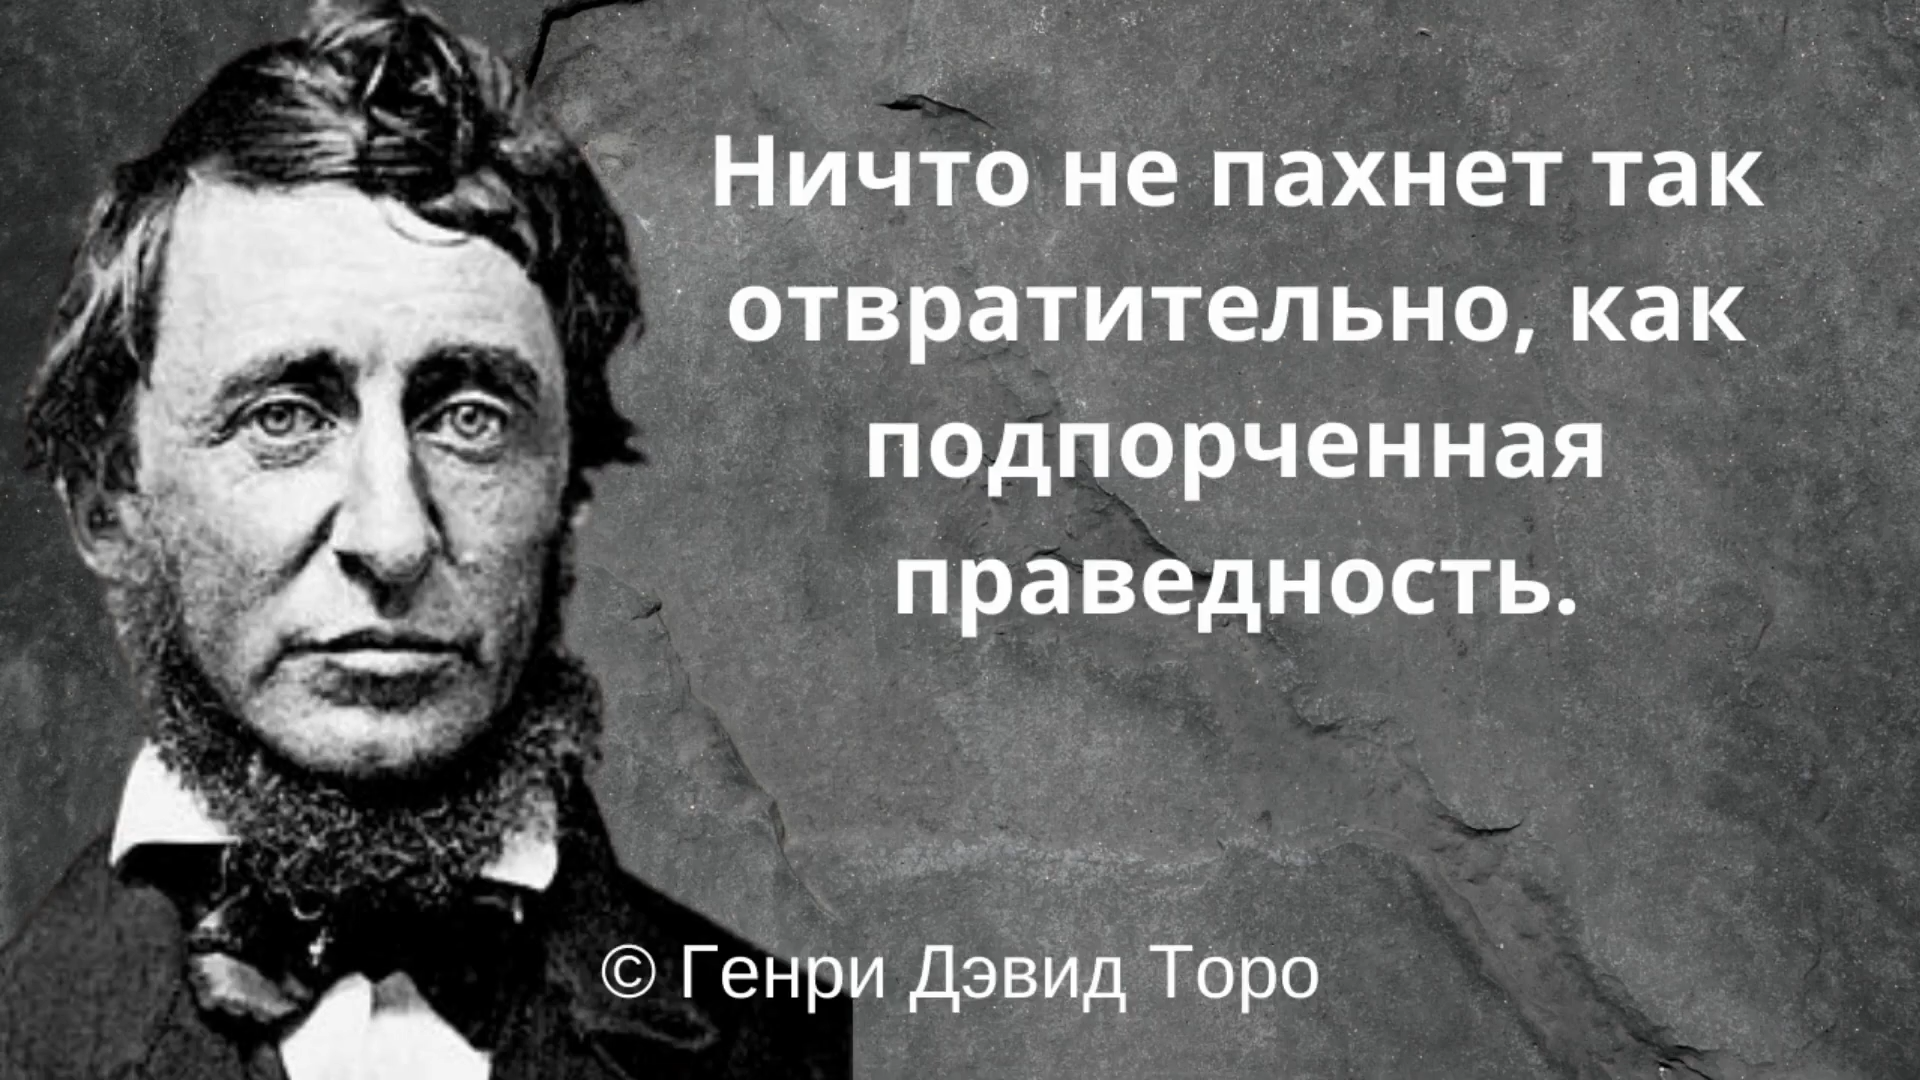 Ничто не пахнет так
отвратительно, как
подпорченная
праведность.
© Генри Дэвид Торо